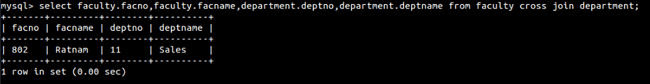 mysql> select faculty.facno,faculty.facname,department.deptno,department.deptname from faculty cross join department;
+-------+---------+--------+----------+
| facno | facname | deptno | deptname |
+-------+---------+--------+----------+
| 802   | Ratnam  | 11     | Sales    |
+-------+---------+--------+----------+
1 row in set (0.00 sec)